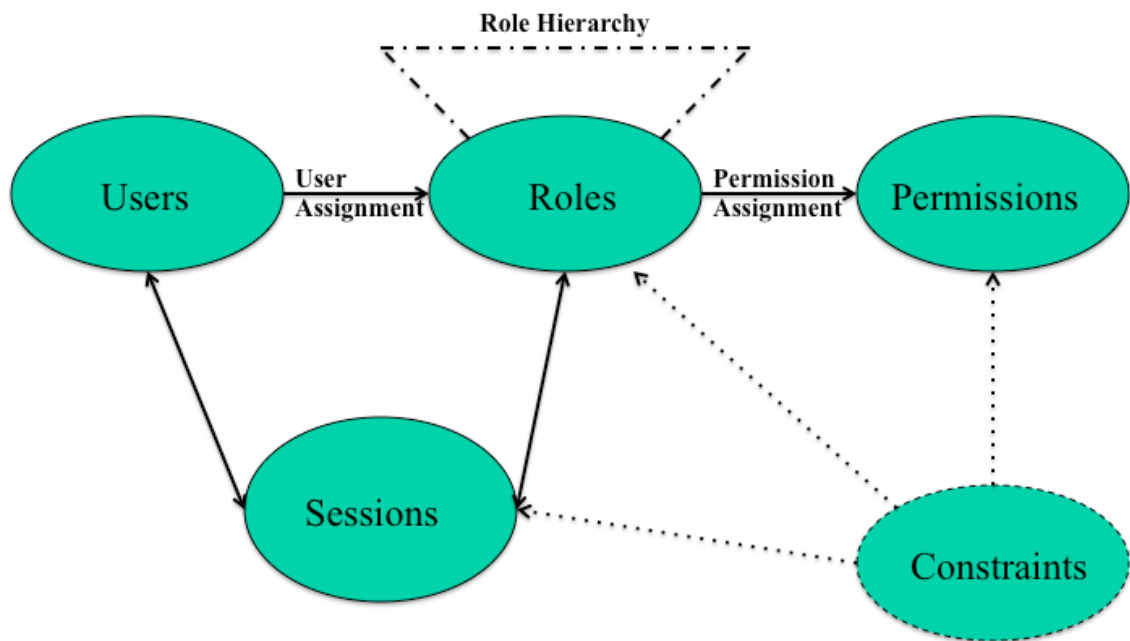 Role Hierarchy
Users
User
Assignment
Roles
Permission
Assignment
Permissions
Sessions
Constraints